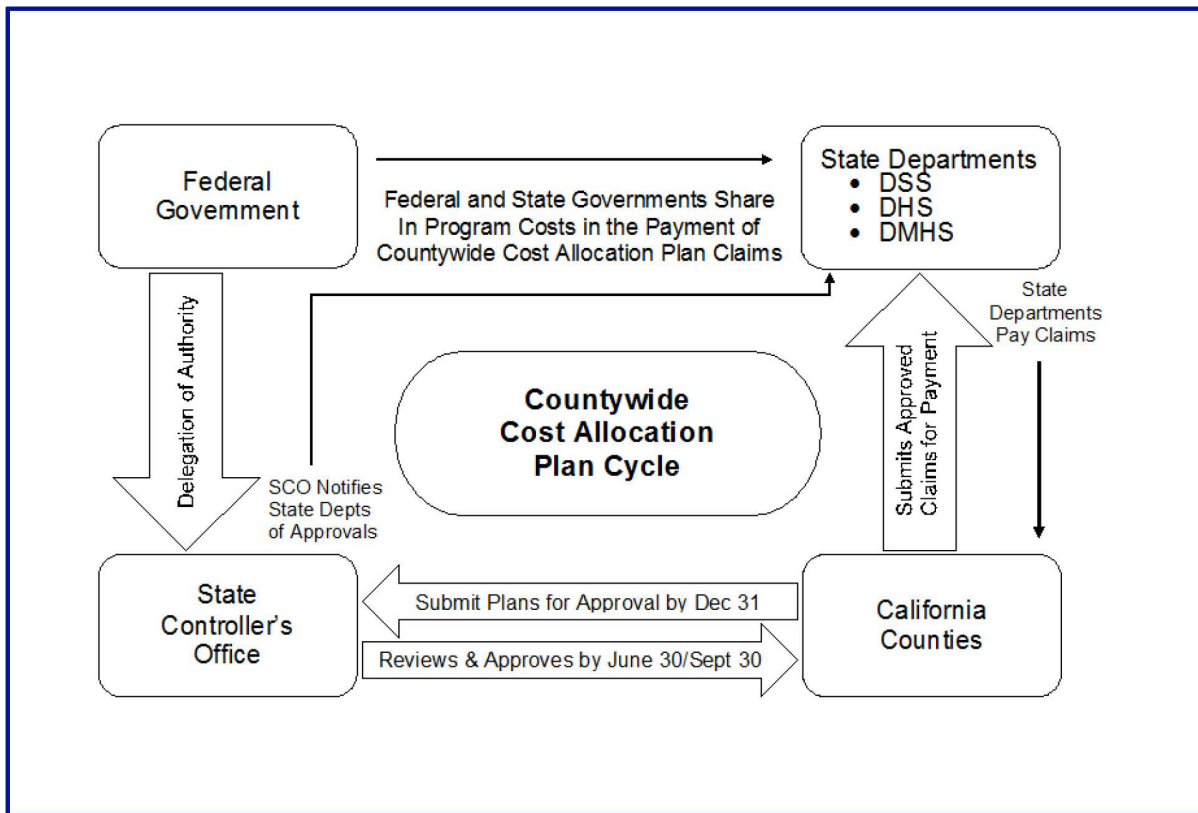 Federal
Government
Federal and State Governments Share
In Program Costs in the Payment of
Countywide Cost Allocation Plan Claims
State Departments
• DSS
• DHS
• DMHS
Delegation of Authority
SCO Notifies
State Depts
of Approvals
Countywide
Cost Allocation
Plan Cycle
Submits Approved
Claims for Payment
State
Departments
Pay Claims
State
Controller's
Office
Submit Plans for Approval by Dec 31
Reviews & Approves by June 30/Sept 30
California
Counties